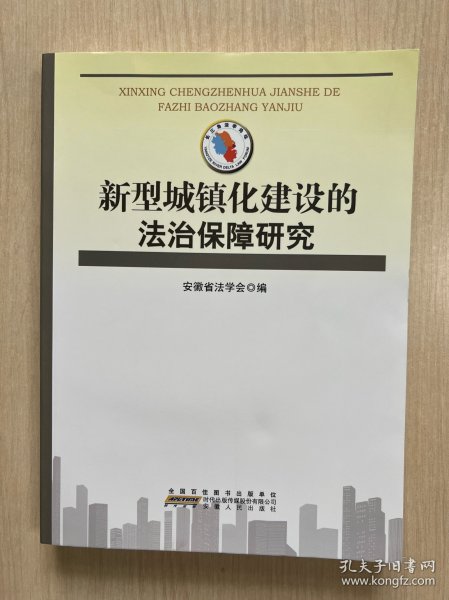 XINXING CHENGZHENHUA JIANSHE DE
FAZHI BAOZHANG YANJIU
新型城镇化建设的
法治保障研究
安徽省法学会◎编
全国百佳图书出版单位
时代出版传媒股份有限公司
安徽人民出版社
孔夫子旧书网
www.kongfz.com